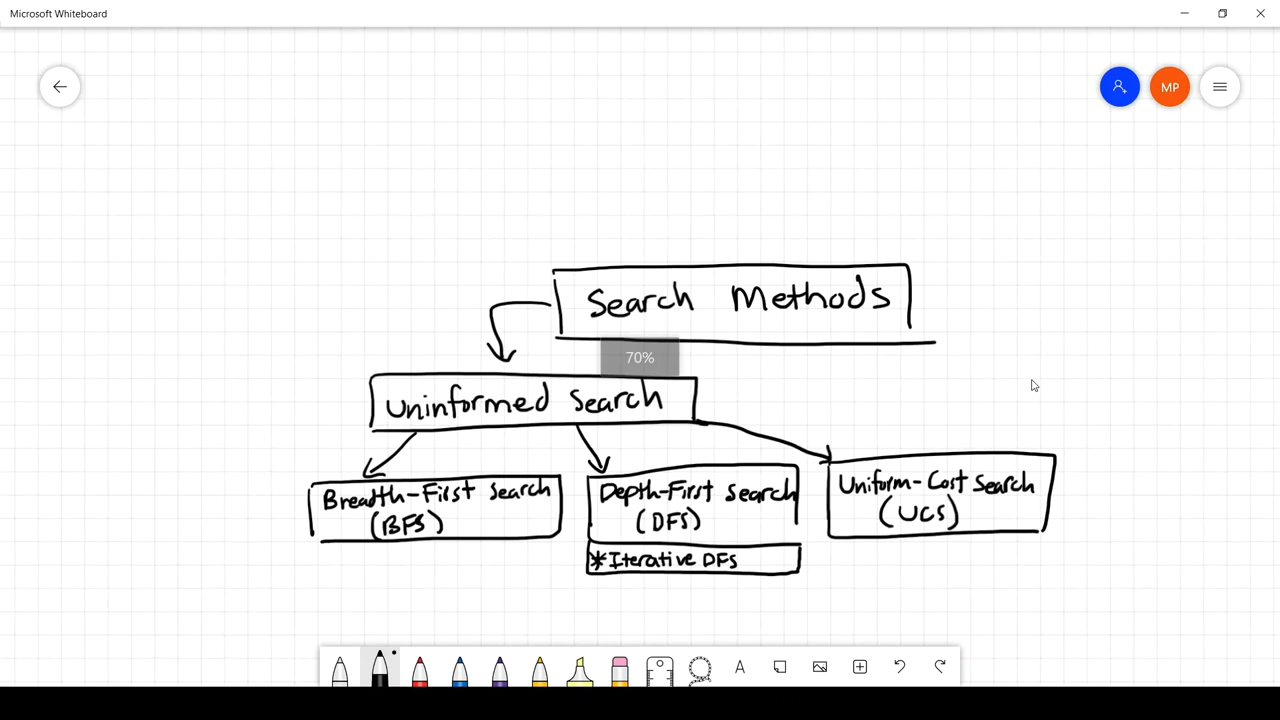 Microsoft Whiteboard
MP
Search Methods
70%
Uninformed Search
Breadth-First Search
(BFS)
Depth-First Search
(DFS)
*Iterative DFS
Uniform-Cost Search
(UCS)
A